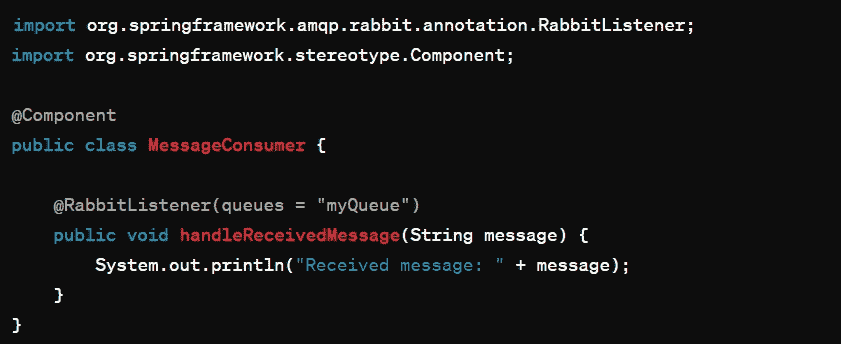 import org.springframework.amqp.rabbit.annotation.RabbitListener;
import org.springframework.stereotype.Component;
@Component
public class MessageConsumer {
@RabbitListener(queues = "myQueue")
public void handleReceivedMessage(String message) {
System.out.println("Received message: " + message);
}
}